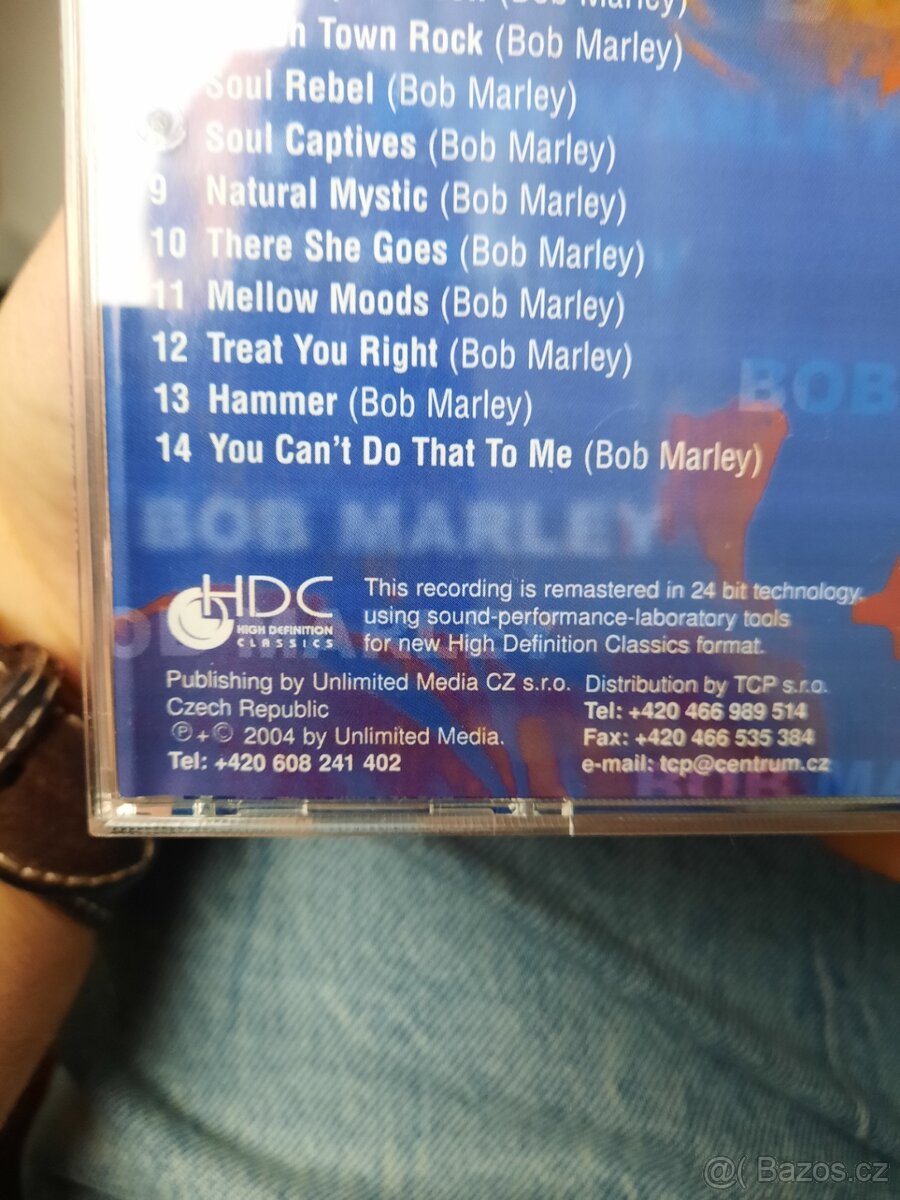 (Bob Marley)
Town Rock (Bob Marley)
Soul Rebel (Bob Marley)
Soul Captives (Bob Marley)
9 Natural Mystic (Bob Marley)
10 There She Goes (Bob Marley)
11 Mellow Moods (Bob Marley)
12 Treat You Right (Bob Marley)
13 Hammer (Bob Marley)
14 You Can't Do That To Me (Bob Marley)
BOB
BOB MARLEY
HDC
HIGH DEFINITION
CLASSICS
This recording is remastered in 24 bit technology,
using sound-performance-laboratory tools
for new High Definition Classics format.
Publishing by Unlimited Media CZ s.r.o.
Czech Republic
℗ + © 2004 by Unlimited Media.
Tel: +420 608 241 402
Distribution by TCP s.r.o.
Tel: +420 466 989 514
Fax: +420 466 535 384
e-mail: tcp@centrum.cz
BOB MA
@( Bazos.cz